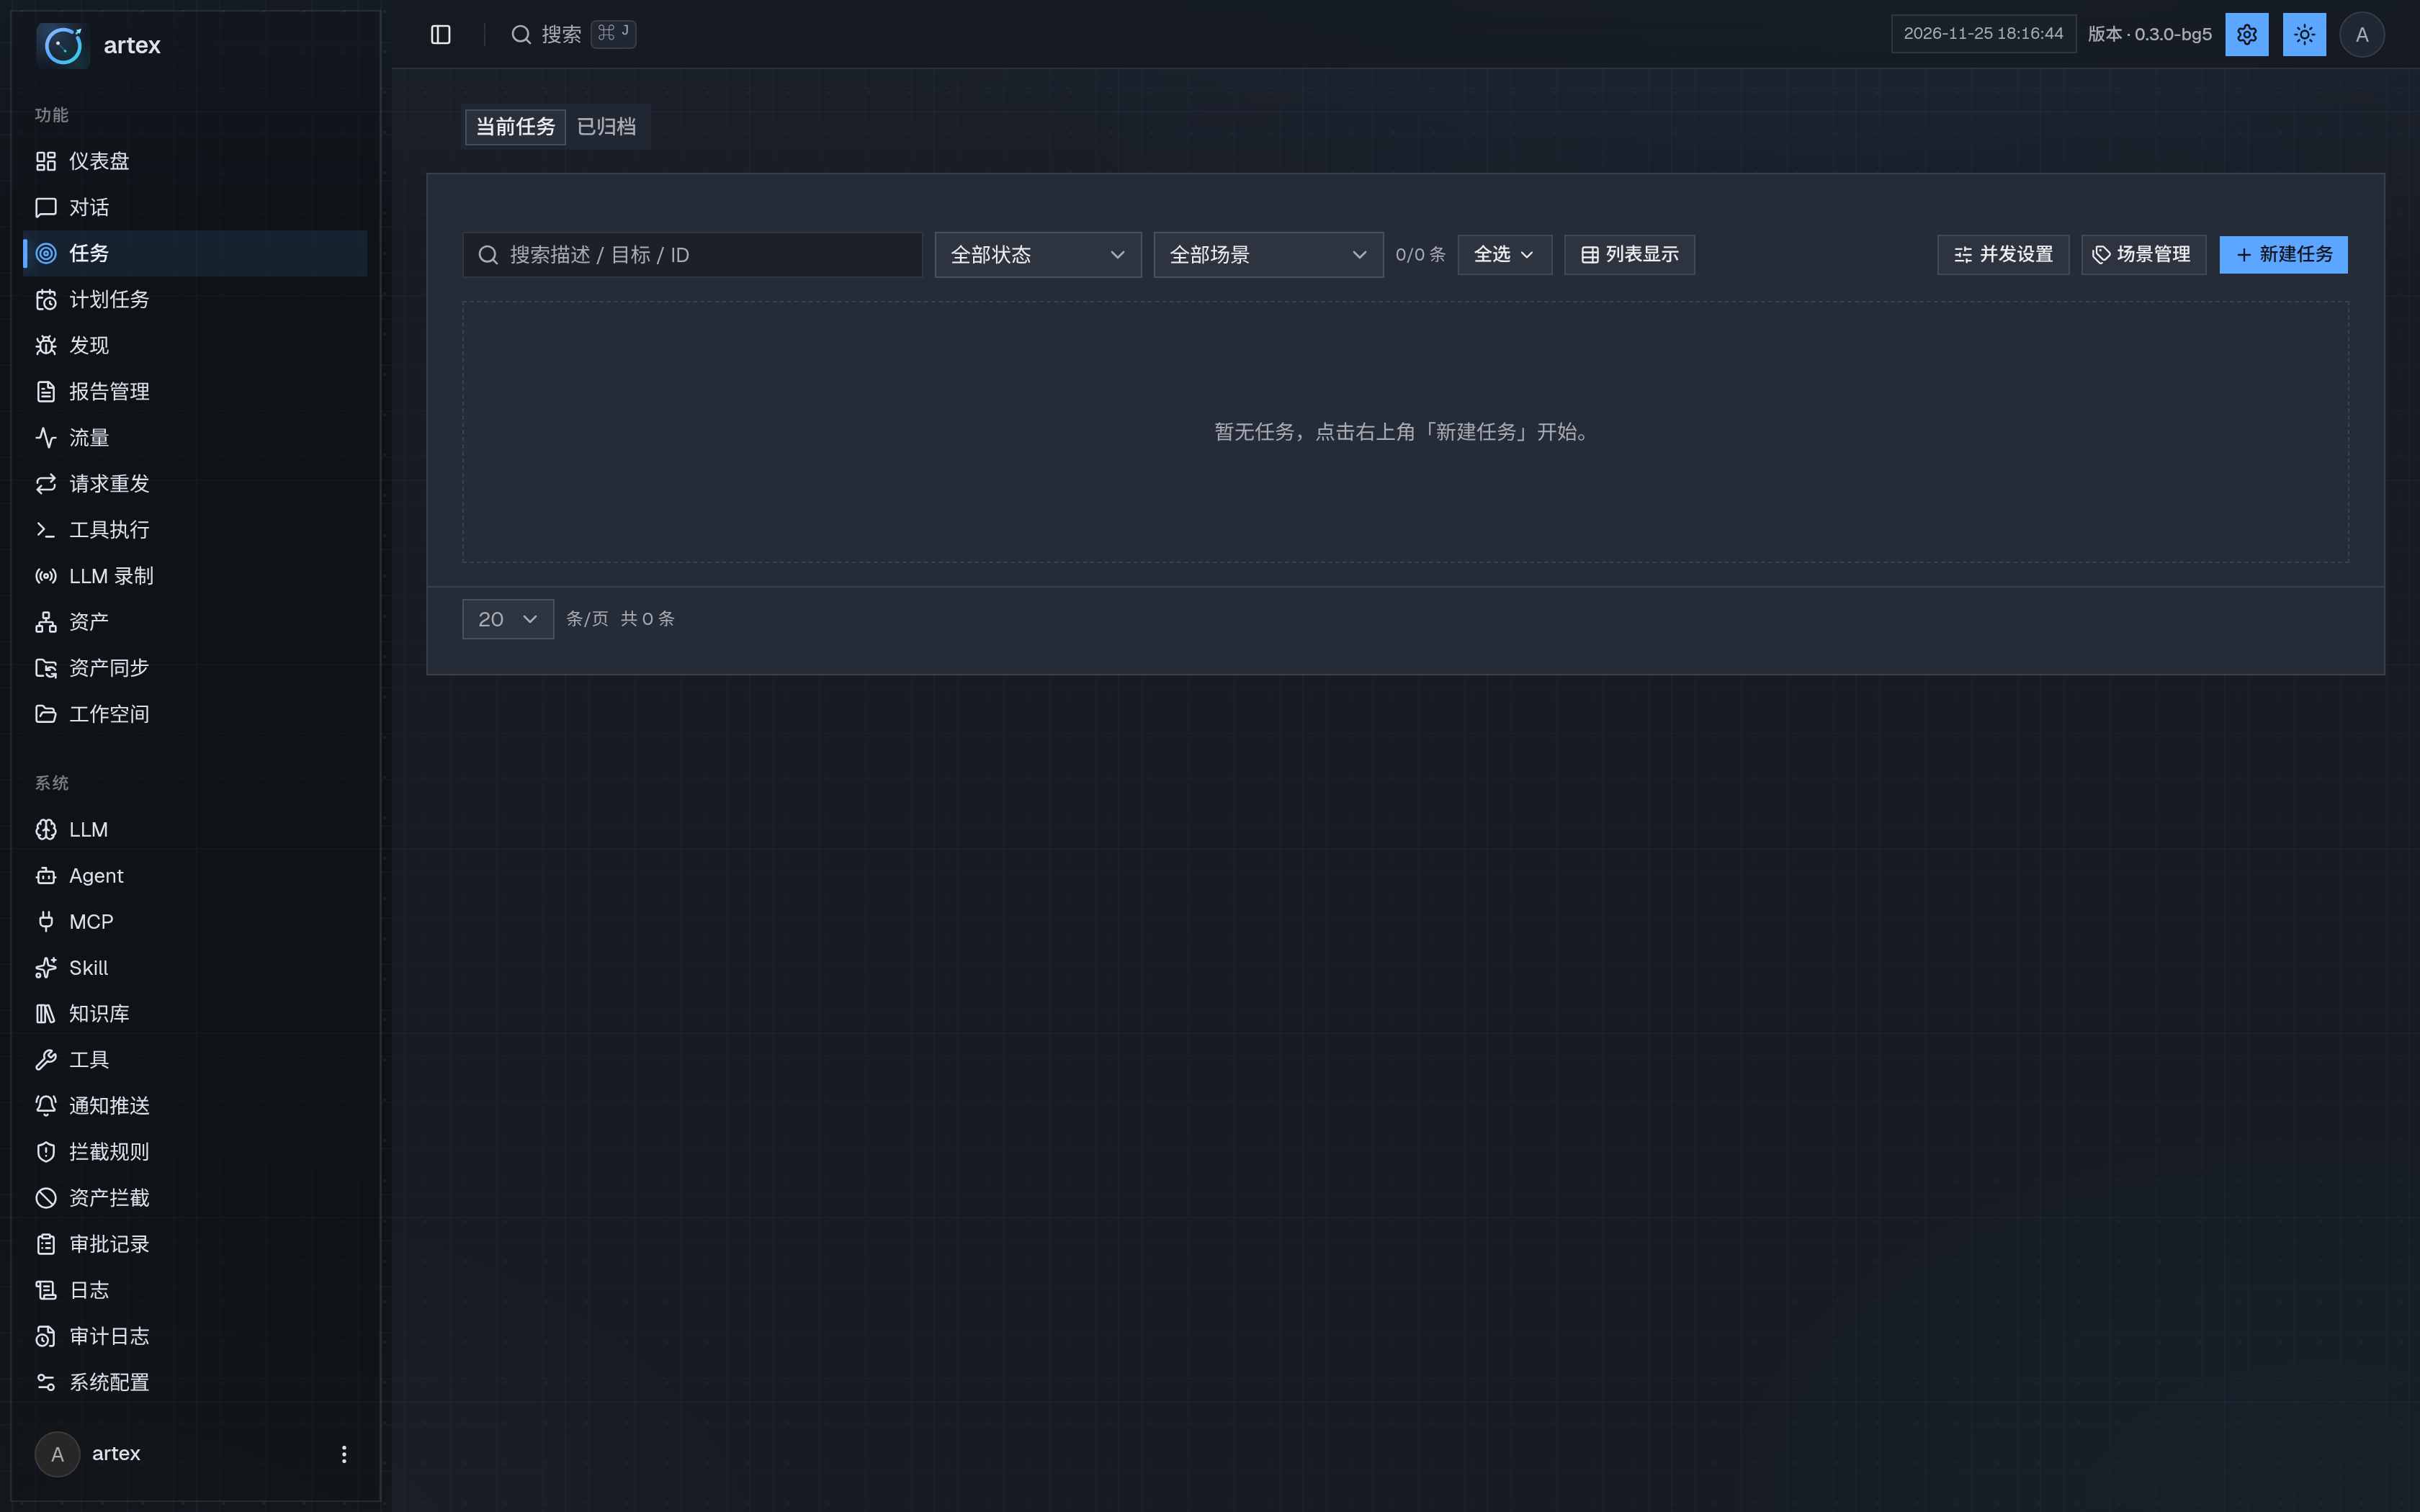 artex
搜索 ⌘ J
2026-11-25 18:16:44
版本 · 0.3.0-bg5
A
功能
仪表盘
对话
任务
计划任务
发现
报告管理
流量
请求重发
工具执行
LLM 录制
资产
资产同步
工作空间
系统
LLM
Agent
MCP
Skill
知识库
工具
通知推送
拦截规则
资产拦截
审批记录
日志
审计日志
系统配置
A
artex
当前任务
已归档
搜索描述 / 目标 / ID
全部状态
全部场景
0/0 条
全选
列表显示
并发设置
场景管理
新建任务
暂无任务，点击右上角「新建任务」开始。
20
条/页 共 0 条